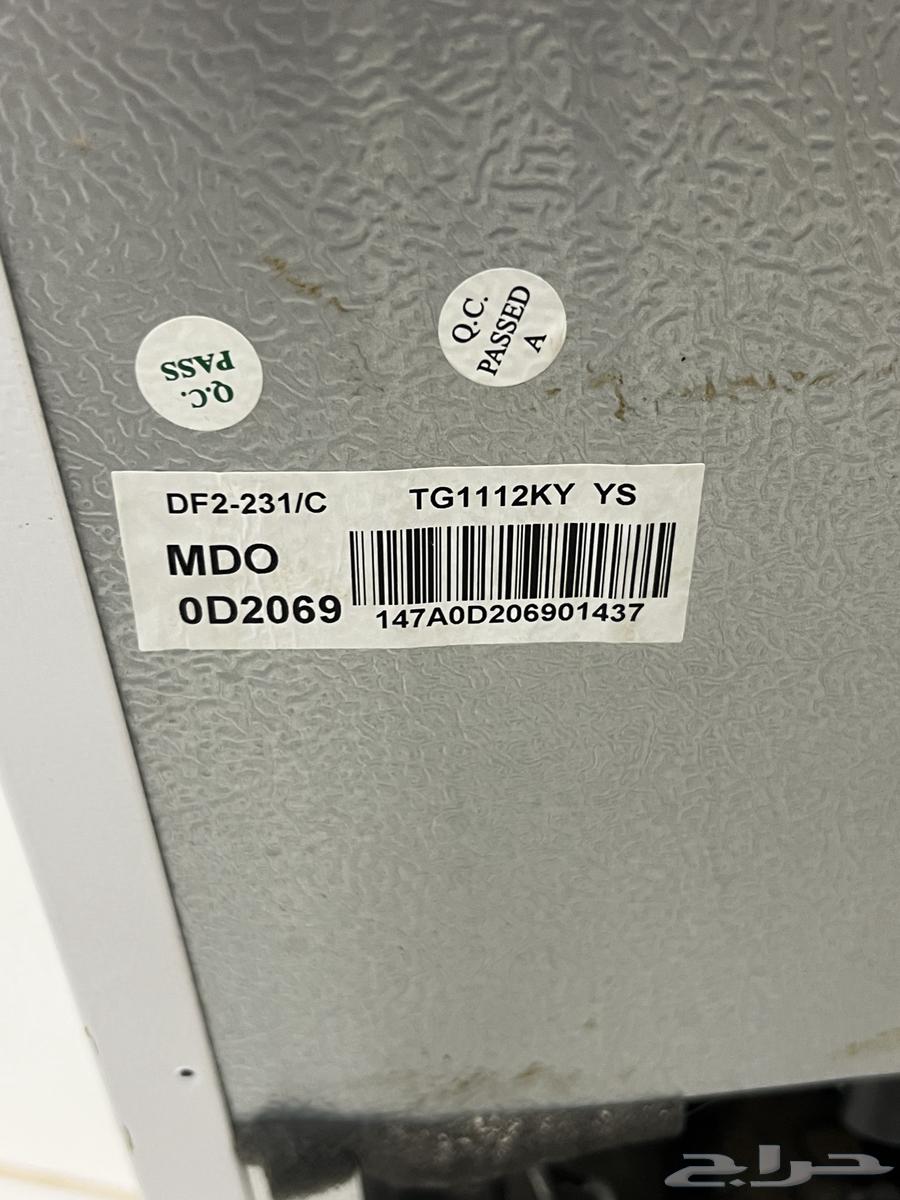 Q.C.
PASSED
A
Q.C.
PASS
DF2-231/C TG1112KY YS
MDO
0D2069
147A0D206901437
حراج